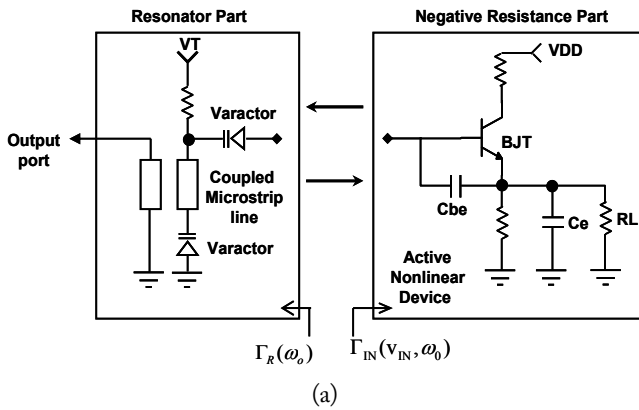 Resonator Part
Negative Resistance Part
VT
VDD
Varactor
Output
port
BJT
Coupled
Microstrip
line
Cbe
Ce
RL
Varactor
Active
Nonlinear
Device
Γ_R(ω_o)
Γ_IN(v_IN, ω_0)
(a)